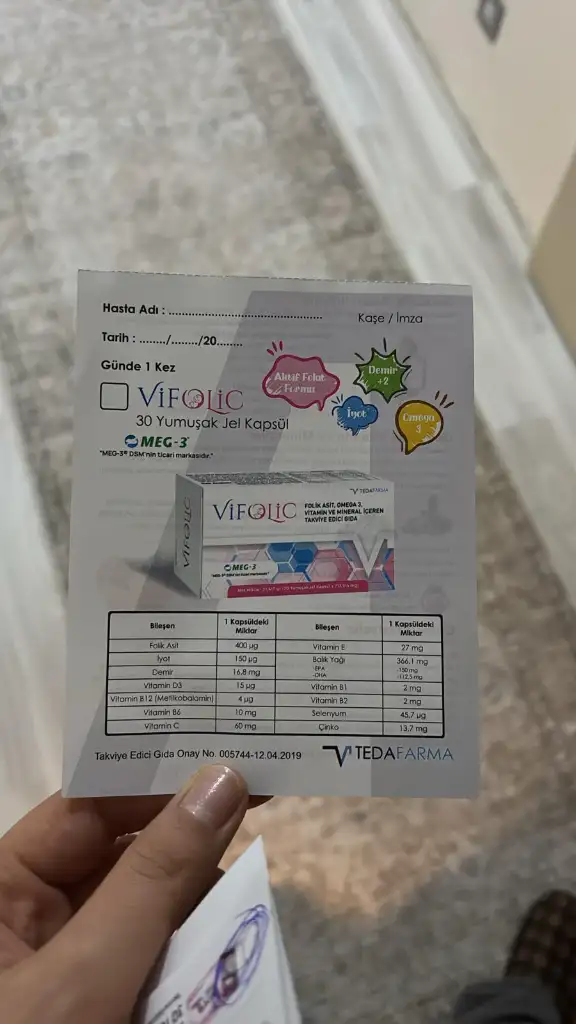 Hasta Adı : ....................................................
Kaşe / İmza
Tarih : ......../......../20........
Günde 1 Kez
Aktif Folat
Formu
Demir
+2
İyot
Omega
3
ViFOLIC
30 Yumuşak Jel Kapsül
MEG-3®
"MEG-3® DSM'nin ticari markasıdır."
TEDAFARMA
ViFOLIC
ViFOLIC
FOLİK ASİT, OMEGA 3,
VİTAMİN VE MİNERAL İÇEREN
TAKVİYE EDİCİ GIDA
MEG-3
Bileşen 1 Kapsüldeki Miktar Bileşen 1 Kapsüldeki Miktar
Folik Asit 400 µg Vitamin E 27 mg
İyot 150 µg Balık Yağı 366,1 mg
-EPA -150 mg
-DHA -112,5 mg
Demir 16,8 mg
Vitamin D3 15 µg Vitamin B1 2 mg
Vitamin B12 (Metilkobalamin) 4 µg Vitamin B2 2 mg
Vitamin B6 10 mg Selenyum 45,7 µg
Vitamin C 60 mg Çinko 13,7 mg
Takviye Edici Gıda Onay No. 005744-12.04.2019
TEDAFARMA